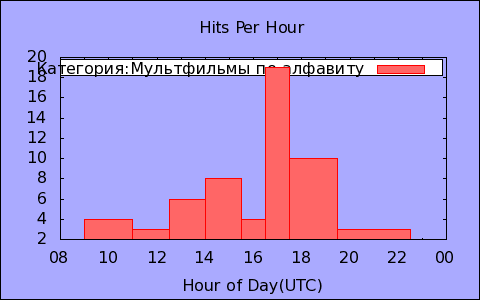 Hits Per Hour
20
Категория:Мультфильмы по алфавиту
18
16
14
12
10
8
6
4
2
08 10 12 14 16 18 20 22 00
Hour of Day(UTC)